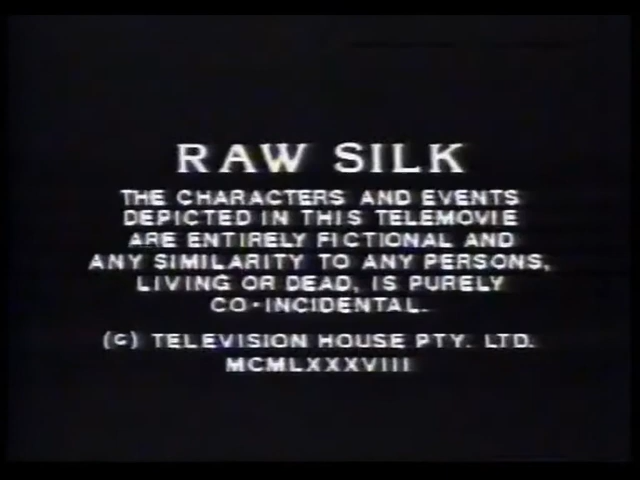 RAW SILK
THE CHARACTERS AND EVENTS
DEPICTED IN THIS TELEMOVIE
ARE ENTIRELY FICTIONAL AND
ANY SIMILARITY TO ANY PERSONS,
LIVING OR DEAD, IS PURELY
CO-INCIDENTAL.
(C) TELEVISION HOUSE PTY. LTD.
MCMLXXXVIII